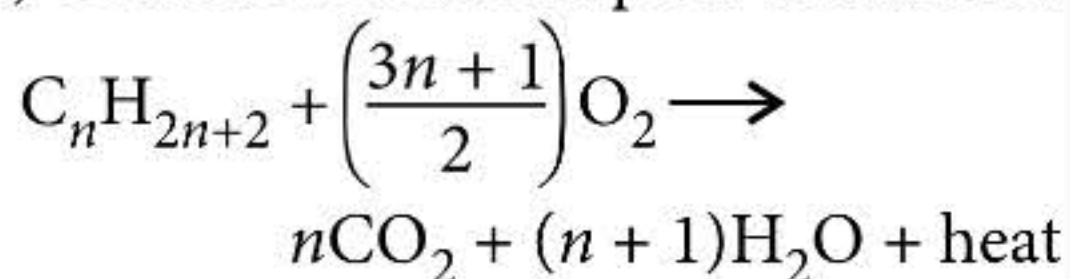 CₙH₂ₙ₊₂ + ((3n + 1)/2)O₂ ⟶
nCO₂ + (n + 1)H₂O + heat